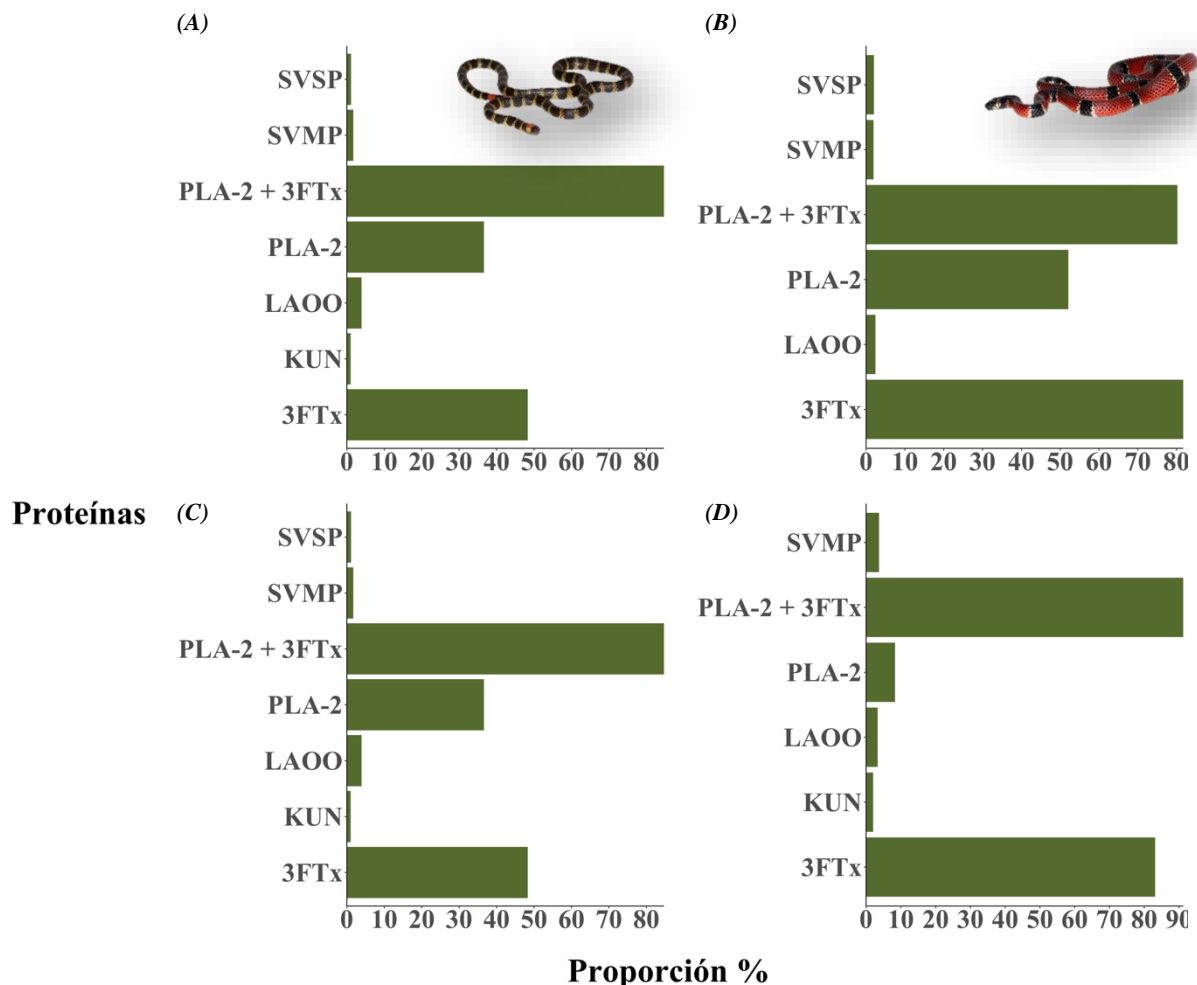 (A)
SVSP
SVMP
PLA-2 + 3FTx
PLA-2
LAOO
KUN
3FTx
0 10 20 30 40 50 60 70 80
(B)
SVSP
SVMP
PLA-2 + 3FTx
PLA-2
LAOO
3FTx
0 10 20 30 40 50 60 70 80
Proteínas
(C)
SVSP
SVMP
PLA-2 + 3FTx
PLA-2
LAOO
KUN
3FTx
0 10 20 30 40 50 60 70 80
(D)
SVMP
PLA-2 + 3FTx
PLA-2
LAOO
KUN
3FTx
0 10 20 30 40 50 60 70 80 90
Proporción %